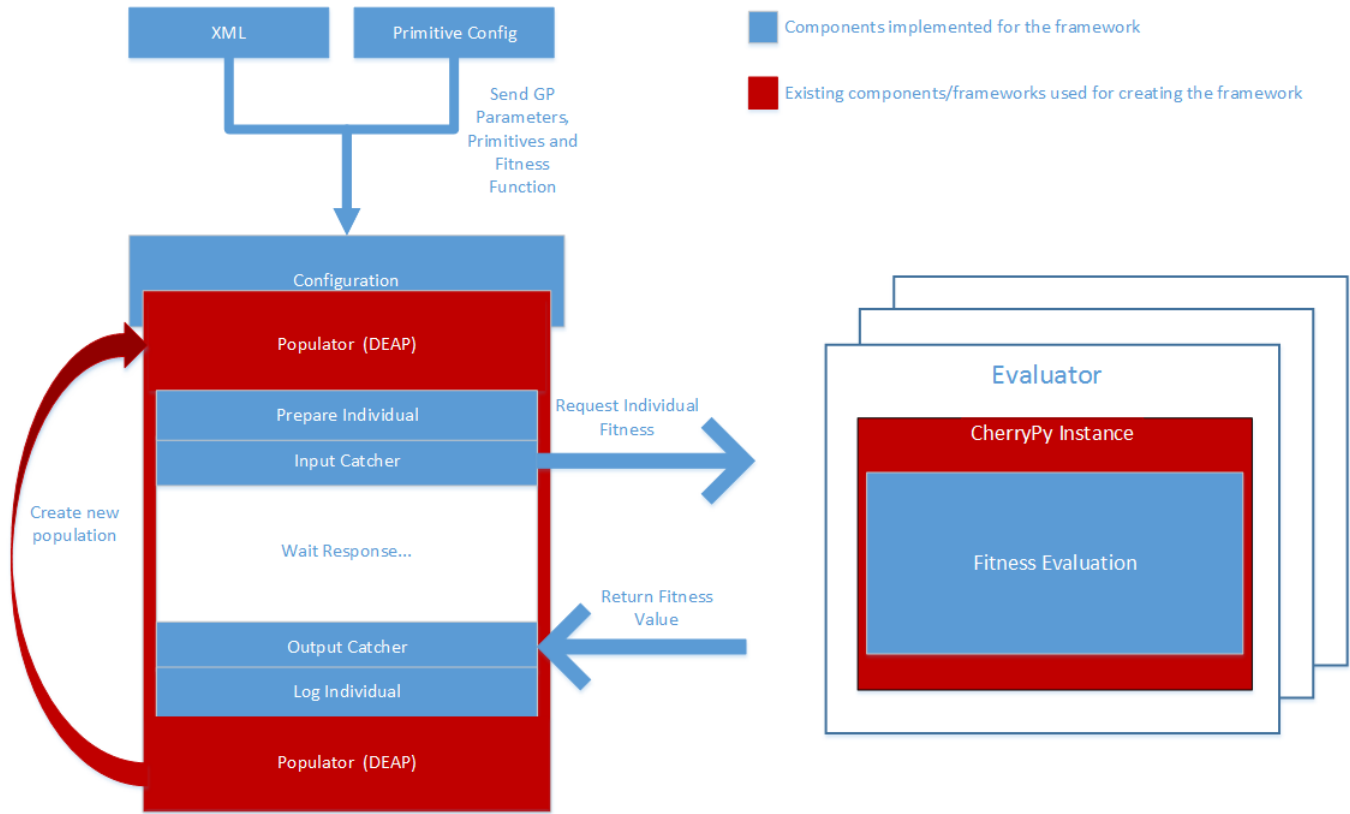 XML
Primitive Config
Components implemented for the framework
Existing components/frameworks used for creating the framework
Send GP
Parameters,
Primitives and
Fitness
Function
Configuration
Populator (DEAP)
Prepare Individual
Input Catcher
Request Individual
Fitness
Create new
population
Wait Response...
Return Fitness
Value
Output Catcher
Log Individual
Populator (DEAP)
Evaluator
CherryPy Instance
Fitness Evaluation